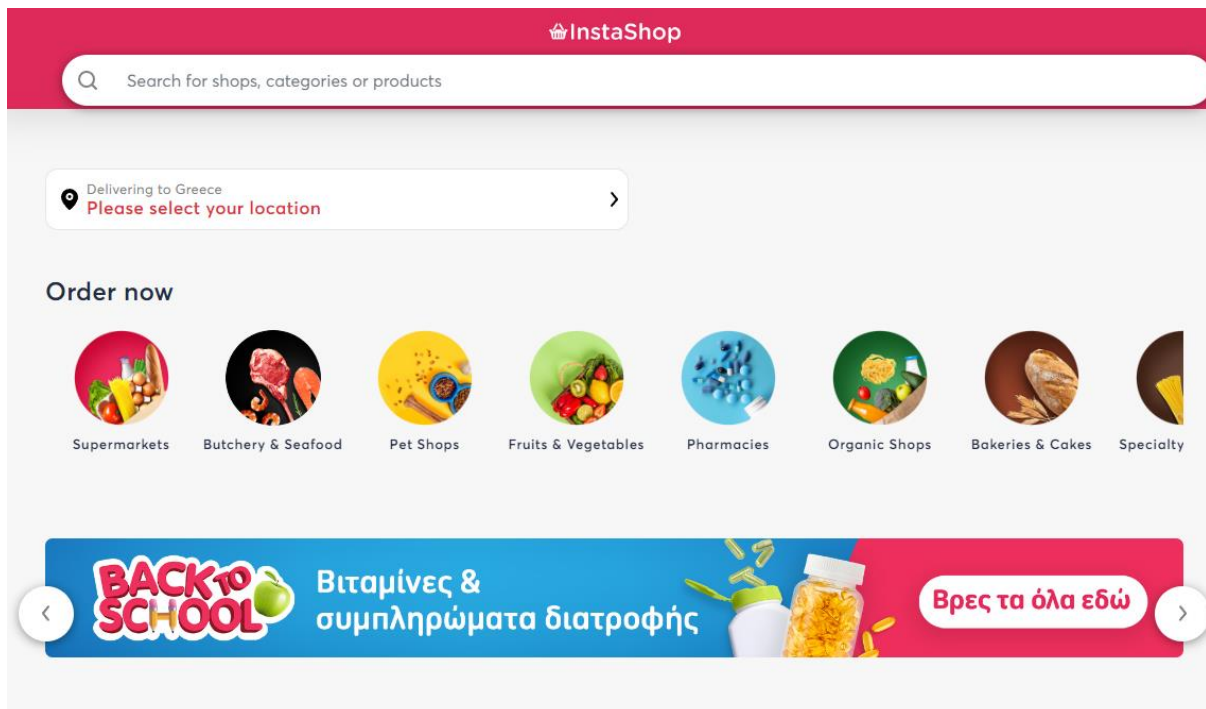 InstaShop
Search for shops, categories or products
Delivering to Greece
Please select your location
Order now
Supermarkets
Butchery & Seafood
Pet Shops
Fruits & Vegetables
Pharmacies
Organic Shops
Bakeries & Cakes
Specialty
BACK TO
SCHOOL
Βιταμίνες &
συμπληρώματα διατροφής
Βρες τα όλα εδώ